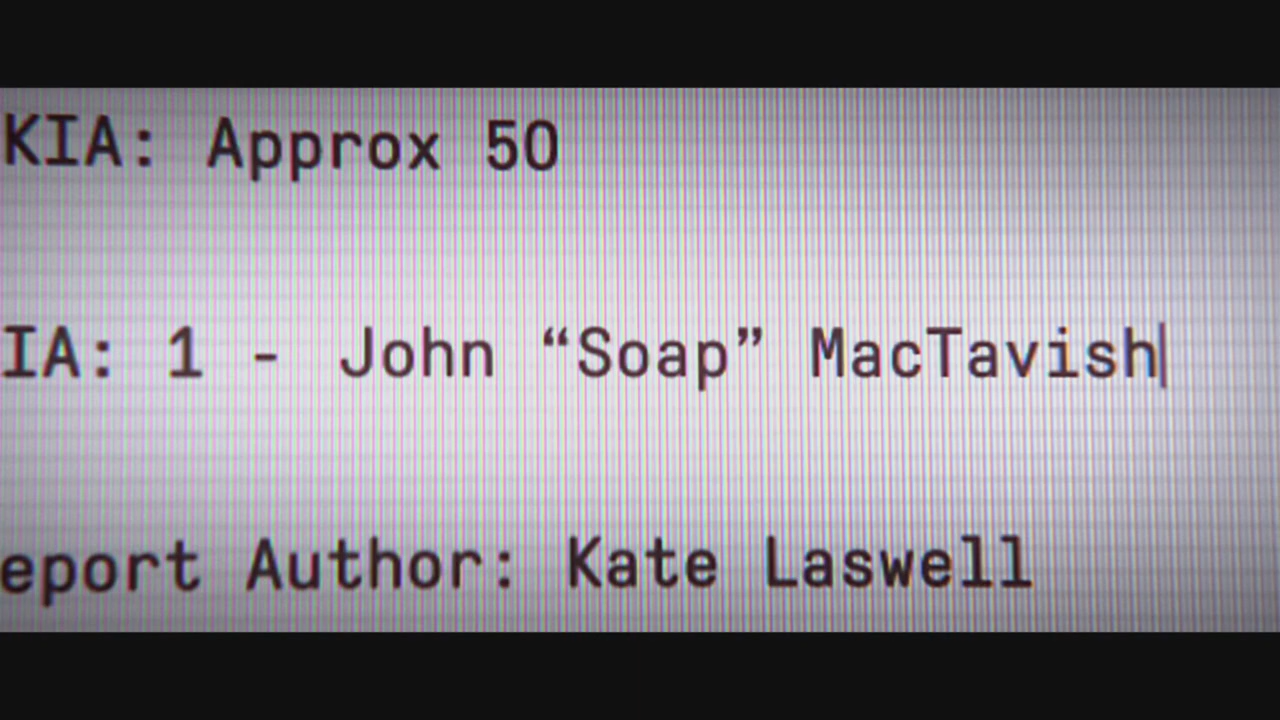 KIA: Approx 50
IA: 1 - John “Soap” MacTavish
eport Author: Kate Laswell